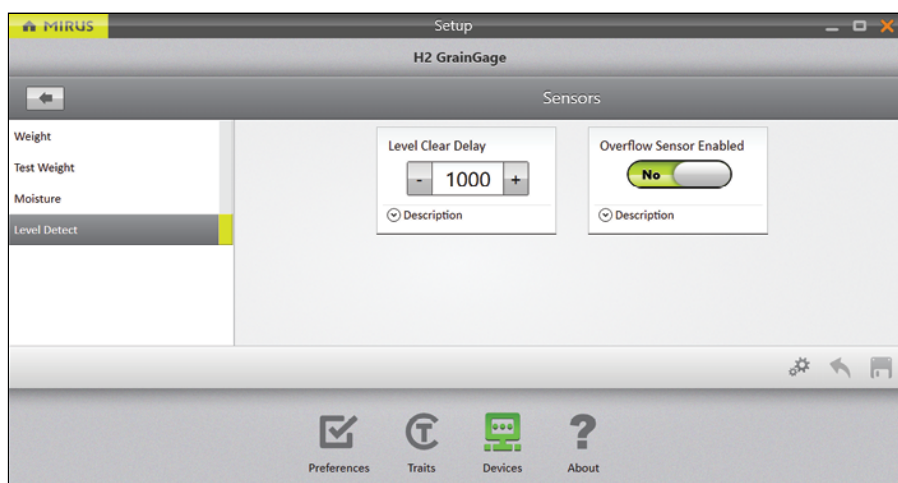 MIRUS
Setup
H2 GrainGage
Sensors
Weight
Test Weight
Moisture
Level Detect
Level Clear Delay
- 1000 +
Description
Overflow Sensor Enabled
No
Description
Preferences
Traits
Devices
About